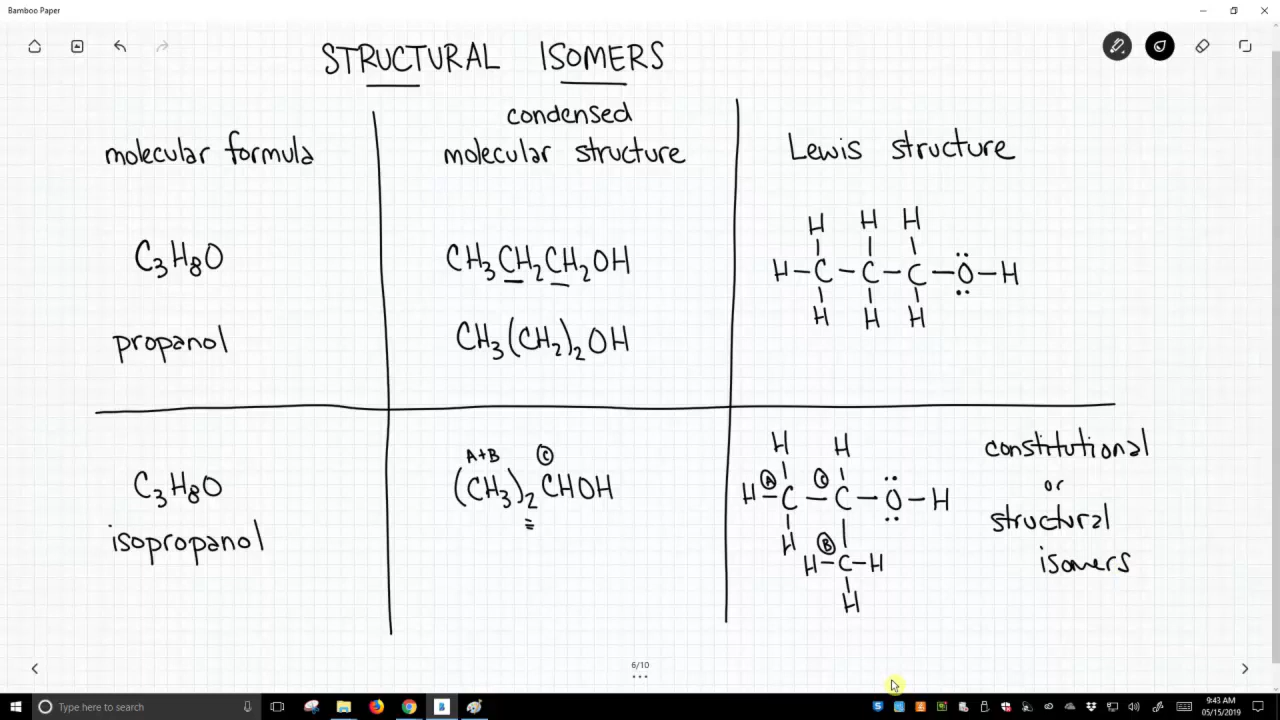 Bamboo Paper
STRUCTURAL ISOMERS
molecular formula
condensed
molecular structure
Lewis structure
C₃H₈O
propanol
CH₃CH₂CH₂OH
CH₃(CH₂)₂OH
H H H
H-C-C-C-O-H
H H H
C₃H₈O
isopropanol
A+B C
(CH₃)₂CHOH
H H
A C
H-C-C-O-H
H
B
H-C-H
H
constitutional
or
structural
isomers
6/10
Type here to search
9:43 AM
05/15/2019